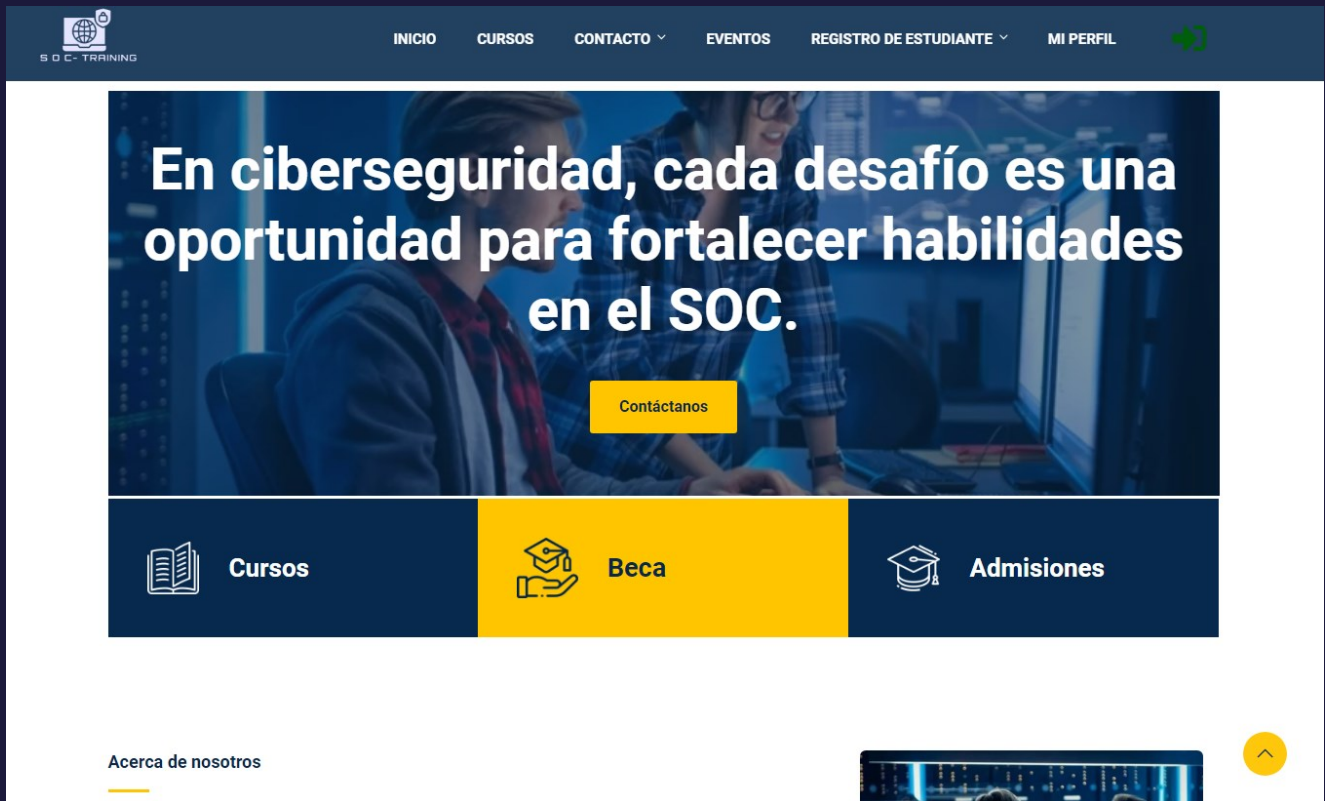 SOC-TRAINING
INICIO CURSOS CONTACTO EVENTOS REGISTRO DE ESTUDIANTE MI PERFIL
En ciberseguridad, cada desafío es una
oportunidad para fortalecer habilidades
en el SOC.
Contáctanos
Cursos Beca Admisiones
Acerca de nosotros